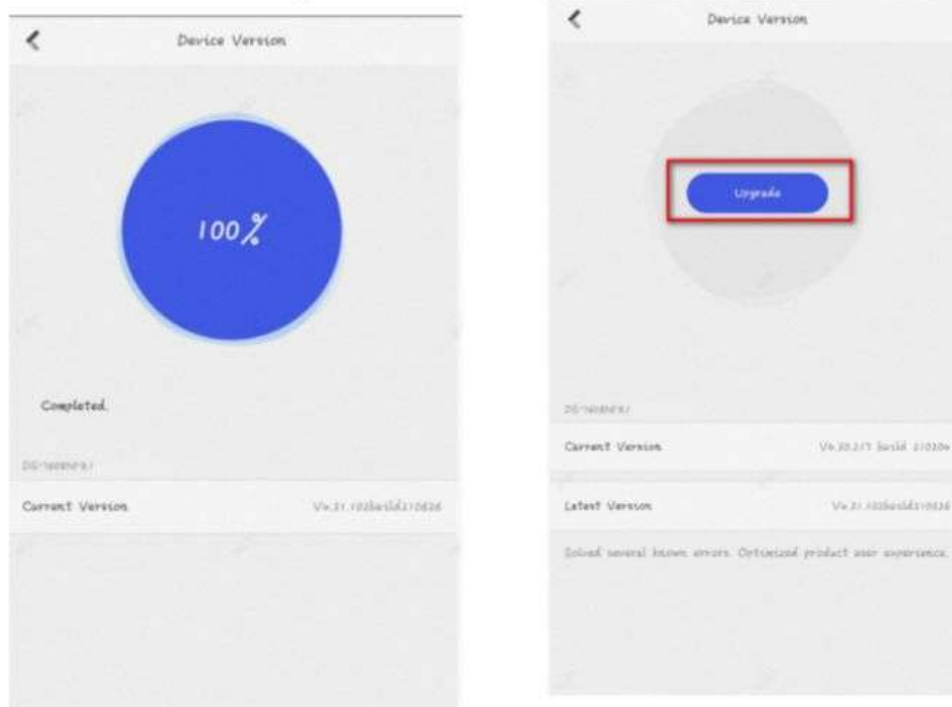 Device Version
100%
Completed.
Current Version
Device Version
Upgrade
Current Version
Latest Version
Solved several known errors. Optimized product user experience.